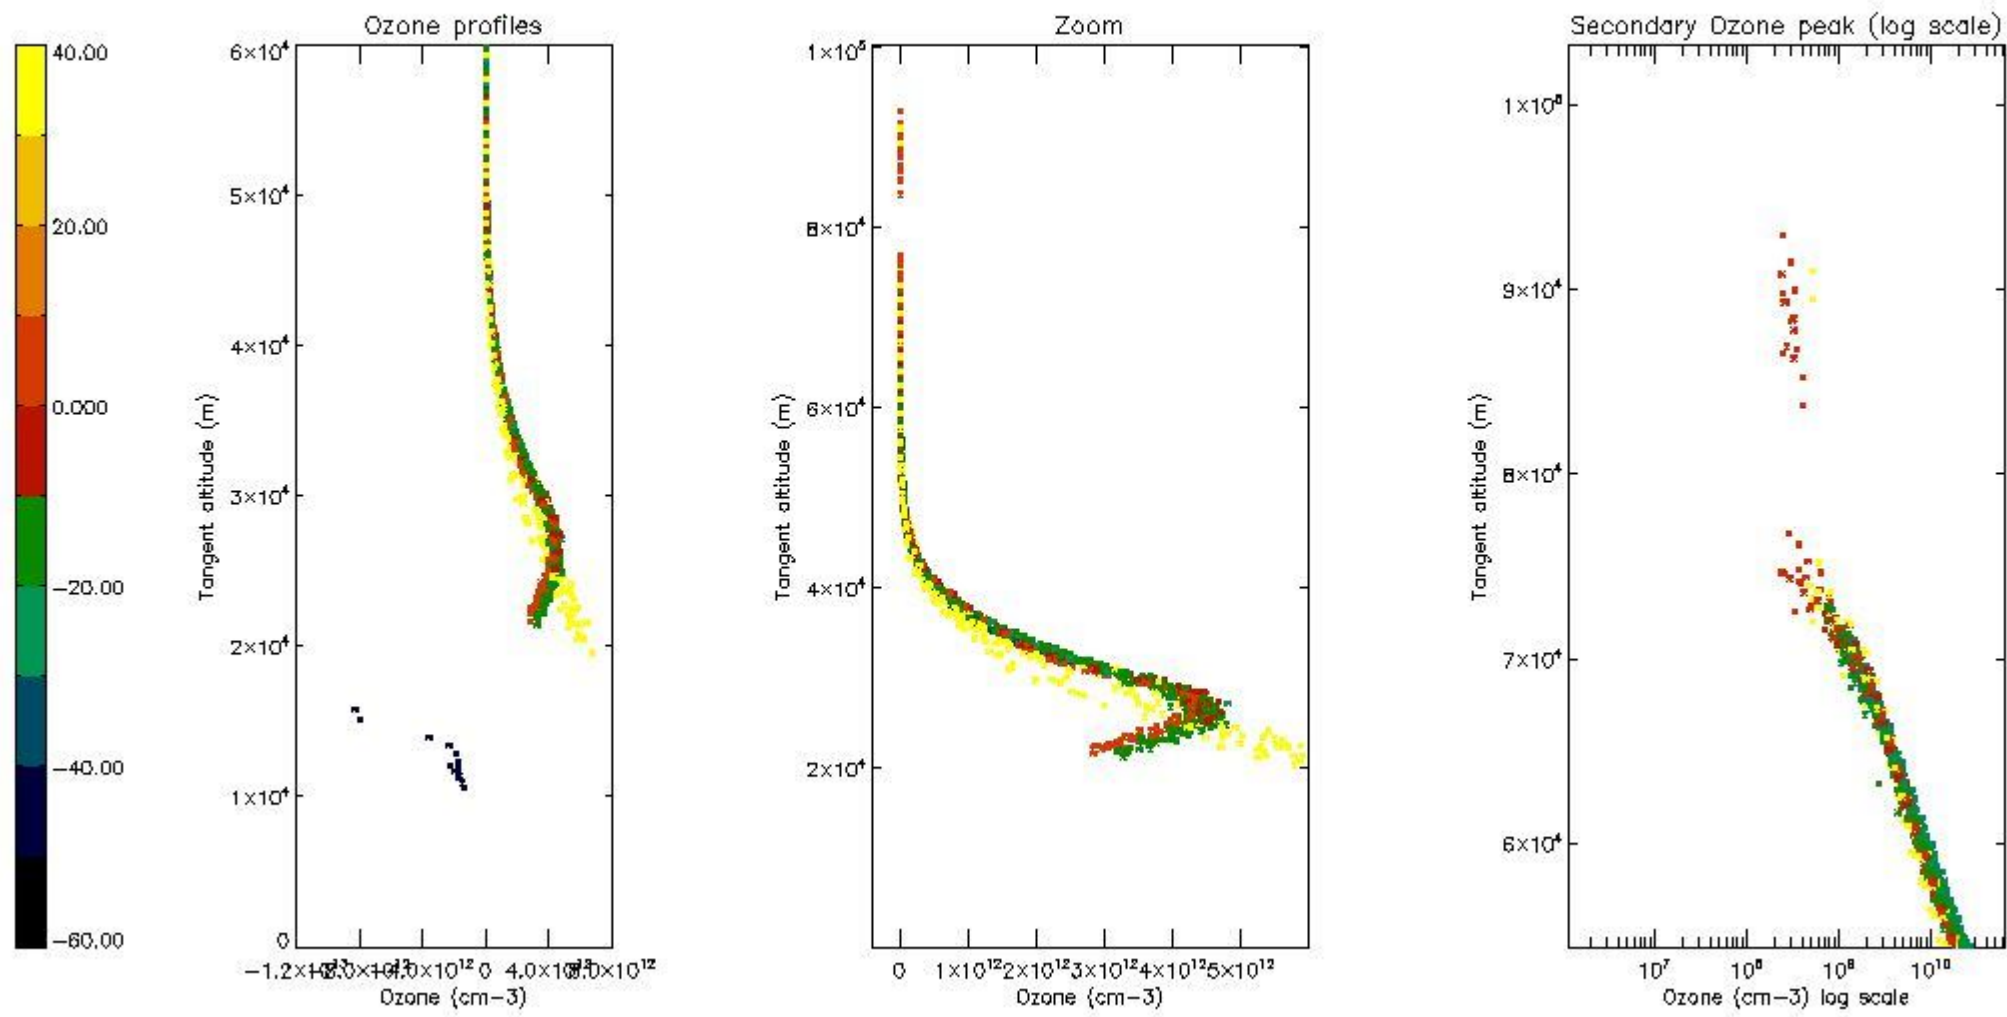 Ozone profiles
Zoom
Secondary Ozone peak (log scale)
40.00
20.00
0.000
−20.00
−40.00
−60.00
6×10⁴
5×10⁴
4×10⁴
3×10⁴
2×10⁴
1×10⁴
0
Tangent altitude (m)
0 4.0×10¹²
Ozone (cm−3)
1×10⁵
8×10⁴
6×10⁴
4×10⁴
2×10⁴
Tangent altitude (m)
0 1×10¹² 2×10¹² 3×10¹² 4×10¹² 5×10¹²
Ozone (cm−3)
9×10⁴
8×10⁴
7×10⁴
6×10⁴
Tangent altitude (m)
10⁷ 10⁸ 10⁹ 10¹⁰
Ozone (cm−3) log scale